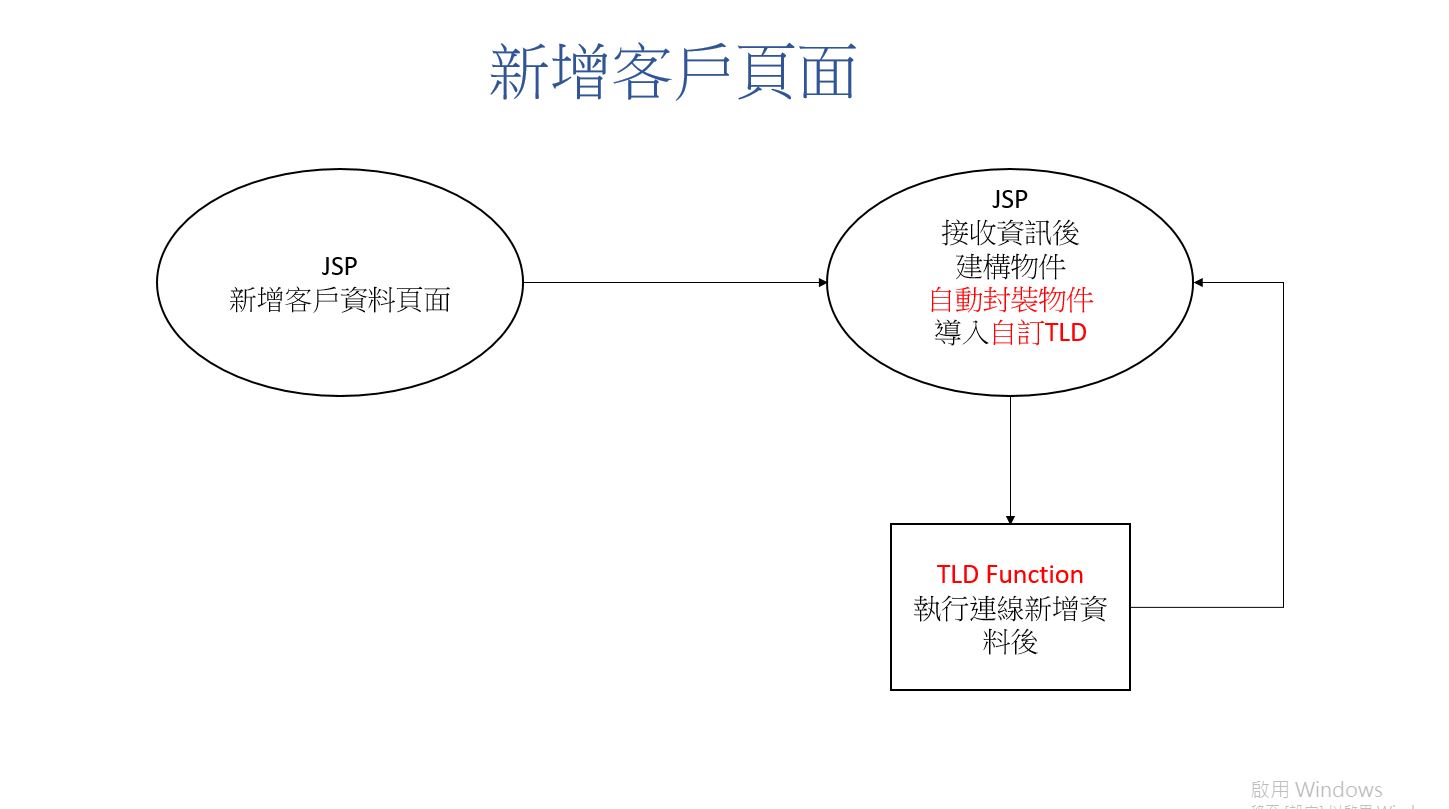 新增客戶頁面
JSP
新增客戶資料頁面
JSP
接收資訊後
建構物件
自動封裝物件
導入自訂TLD
TLD Function
執行連線新增資
料後
啟用 Windows